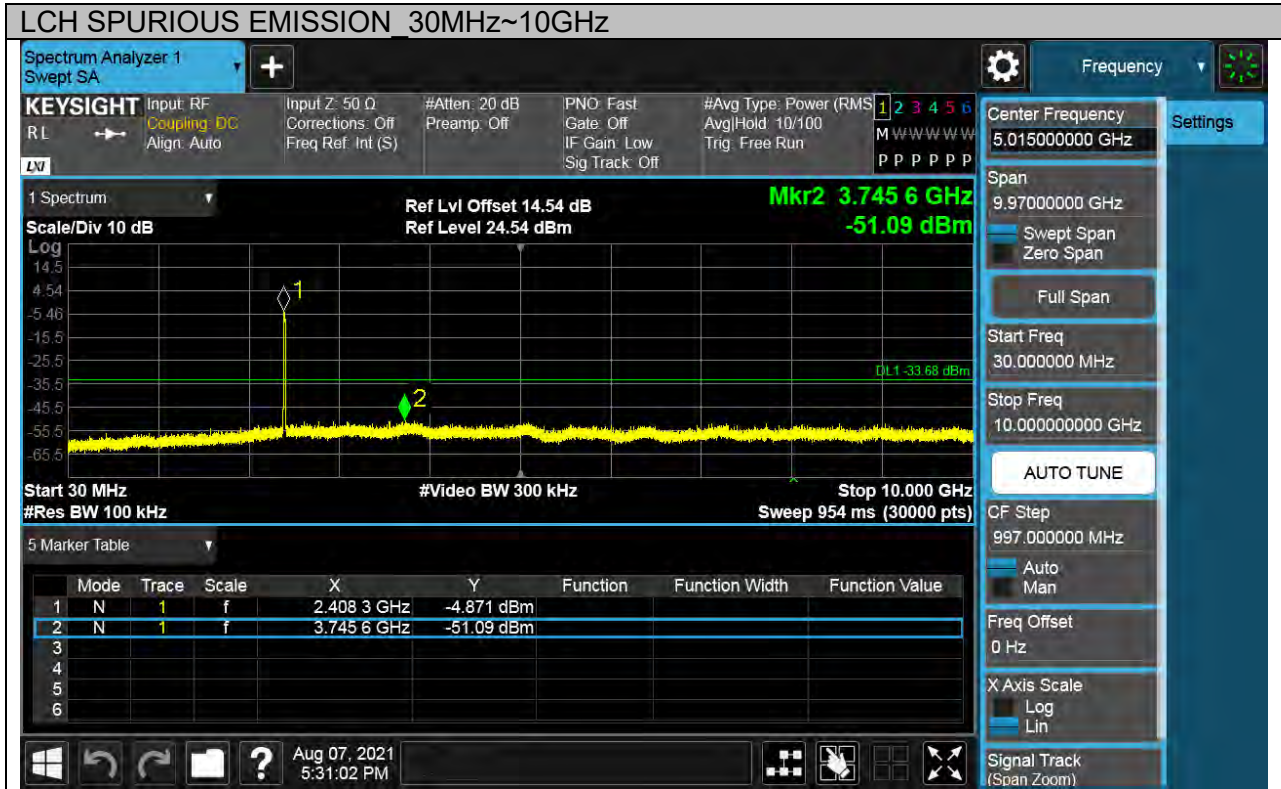 LCH SPURIOUS EMISSION_30MHz~10GHz
Spectrum Analyzer 1
Swept SA
+
Frequency
KEYSIGHT
RL
LXI
Input: RF
Coupling: DC
Align: Auto
Input Z: 50 Ω
Corrections: Off
Freq Ref: Int (S)
#Atten: 20 dB
Preamp: Off
PNO: Fast
Gate: Off
IF Gain: Low
Sig Track: Off
#Avg Type: Power (RMS
Avg|Hold: 10/100
Trig: Free Run
1 2 3 4 5 6
M W W W W W
P P P P P P
1 Spectrum
Scale/Div 10 dB
Ref Lvl Offset 14.54 dB
Ref Level 24.54 dBm
Mkr2 3.745 6 GHz
-51.09 dBm
Log
14.5
4.54
-5.46
-15.5
-25.5
-35.5
-45.5
-55.5
-65.5
1
2
DL1 -33.68 dBm
Start 30 MHz
#Res BW 100 kHz
#Video BW 300 kHz
Stop 10.000 GHz
Sweep 954 ms (30000 pts)
5 Marker Table
Mode Trace Scale X Y Function Function Width Function Value
1 N 1 f 2.408 3 GHz -4.871 dBm
2 N 1 f 3.745 6 GHz -51.09 dBm
3
4
5
6
?
Aug 07, 2021
5:31:02 PM
Center Frequency
5.015000000 GHz
Span
9.97000000 GHz
Swept Span
Zero Span
Full Span
Start Freq
30.000000 MHz
Stop Freq
10.000000000 GHz
AUTO TUNE
CF Step
997.000000 MHz
Auto
Man
Freq Offset
0 Hz
X Axis Scale
Log
Lin
Signal Track
(Span Zoom)
Settings